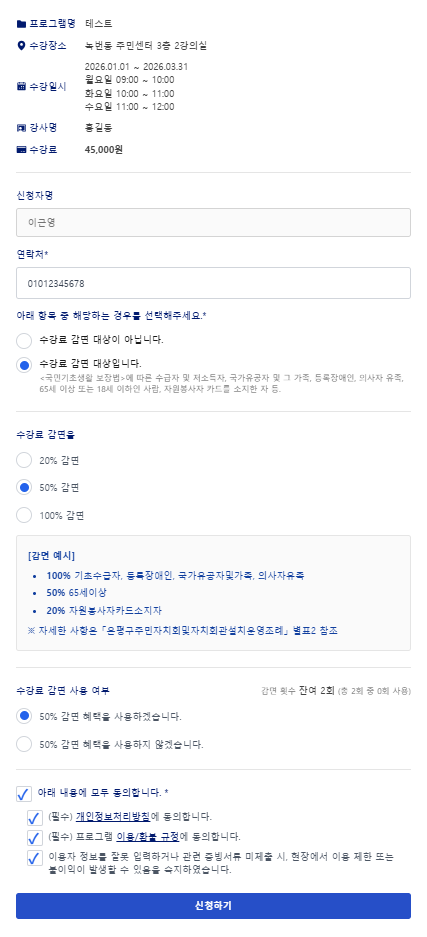 프로그램명 테스트
수강장소 녹번동 주민센터 3층 2강의실
수강일시 2026.01.01 ~ 2026.03.31
월요일 09:00 ~ 10:00
화요일 10:00 ~ 11:00
수요일 11:00 ~ 12:00
강사명 홍길동
수강료 45,000원
신청자명
이근영
연락처*
01012345678
아래 항목 중 해당하는 경우를 선택해주세요.*
수강료 감면 대상이 아닙니다.
수강료 감면 대상입니다.
<국민기초생활 보장법>에 따른 수급자 및 저소득자, 국가유공자 및 그 가족, 등록장애인, 의사자 유족,
65세 이상 또는 18세 이하인 사람, 자원봉사자 카드를 소지한 자 등.
수강료 감면율
20% 감면
50% 감면
100% 감면
[감면 예시]
• 100% 기초수급자, 등록장애인, 국가유공자및가족, 의사자유족
• 50% 65세이상
• 20% 자원봉사자카드소지자
※ 자세한 사항은「은평구주민자치회및자치회관설치운영조례」별표2 참조
수강료 감면 사용 여부 감면 횟수 잔여 2회 (총 2회 중 0회 사용)
50% 감면 혜택을 사용하겠습니다.
50% 감면 혜택을 사용하지 않겠습니다.
아래 내용에 모두 동의합니다. *
(필수) 개인정보처리방침에 동의합니다.
(필수) 프로그램 이용/환불 규정에 동의합니다.
이용자 정보를 잘못 입력하거나 관련 증빙서류 미제출 시, 현장에서 이용 제한 또는
불이익이 발생할 수 있음을 숙지하였습니다.
신청하기